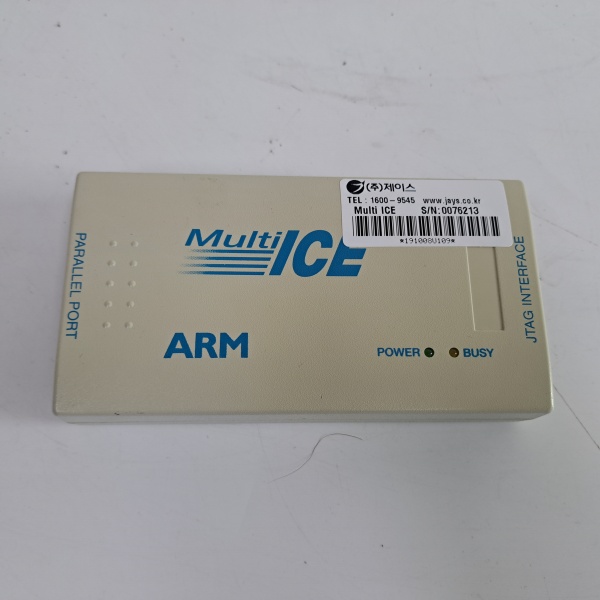 (주)제이스
TEL : 1600-9545 www.jays.co.kr
Multi ICE S/N:0076213
*191008U109*
PARALLEL PORT
Multi ICE
JTAG INTERFACE
ARM
POWER BUSY